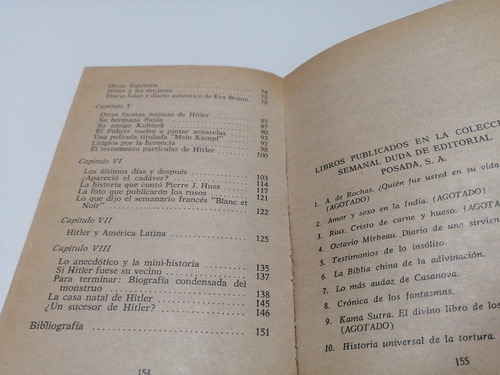 Otras hipótesis 74
Hitler y las mujeres 75
Diario falso y diario auténtico de Eva Braun. 78
Capítulo V
Otras facetas íntimas de Hitler 85
Su hermana Paula 87
Su amigo Kubizek 90
El Führer vuelve a pintar acuarelas 93
Una película titulada "Mein Kampf" 97
Litigios por la herencia 98
El testamento particular de Hitler 100
Capítulo VI
Los últimos días y después 103
¿Apareció el cadáver? 112
La historia que contó Pierre J. Huss 117
La foto que publicaron los rusos 121
Lo que dijo el semanario francés "Blanc et
Noir" 122
Capítulo VII
Hitler y América Latina 125
Capítulo VIII
Lo anecdótico y la mini-historia 135
Si Hitler fuese su vecino 137
Para terminar: Biografía condensada del
monstruo 138
La casa natal de Hitler 145
¿Un sucesor de Hitler? 146
Bibliografía 151
154
LIBROS PUBLICADOS EN LA COLECC
SEMANAL DUDA DE EDITORIAL
POSADA, S. A.
1. A. de Rochas. ¿Quién fue usted en su vida
(AGOTADO)
2. Amor y sexo en la India. (AGOTADO)
3. Rius. Cristo de carne y hueso. (AGOTADO)
4. Octavio Mirbeau. Diario de una sirvien
5. Testimonios de lo insólito.
6. La Biblia china de la adivinación.
7. Lo más audaz de Casanova.
8. Crónica de los fantasmas.
9. Kama Sutra. El divino libro de los
(AGOTADO)
10. Historia universal de la tortura.
155